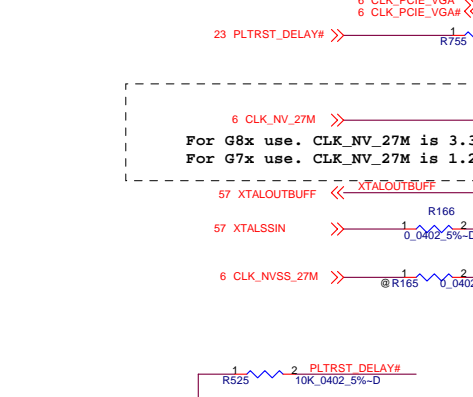 6 CLK_PCIE_VGA
6 CLK_PCIE_VGA#
23 PLTRST_DELAY#
1
R755
6 CLK_NV_27M
For G8x use. CLK_NV_27M is 3.3
For G7x use. CLK_NV_27M is 1.2
57 XTALOUTBUFF XTALOUTBUFF
R166
57 XTALSSIN 1 2
0_0402_5%~D
6 CLK_NVSS_27M 1 2
@R165 0_0402
1 2 PLTRST_DELAY#
R525 10K_0402_5%~D